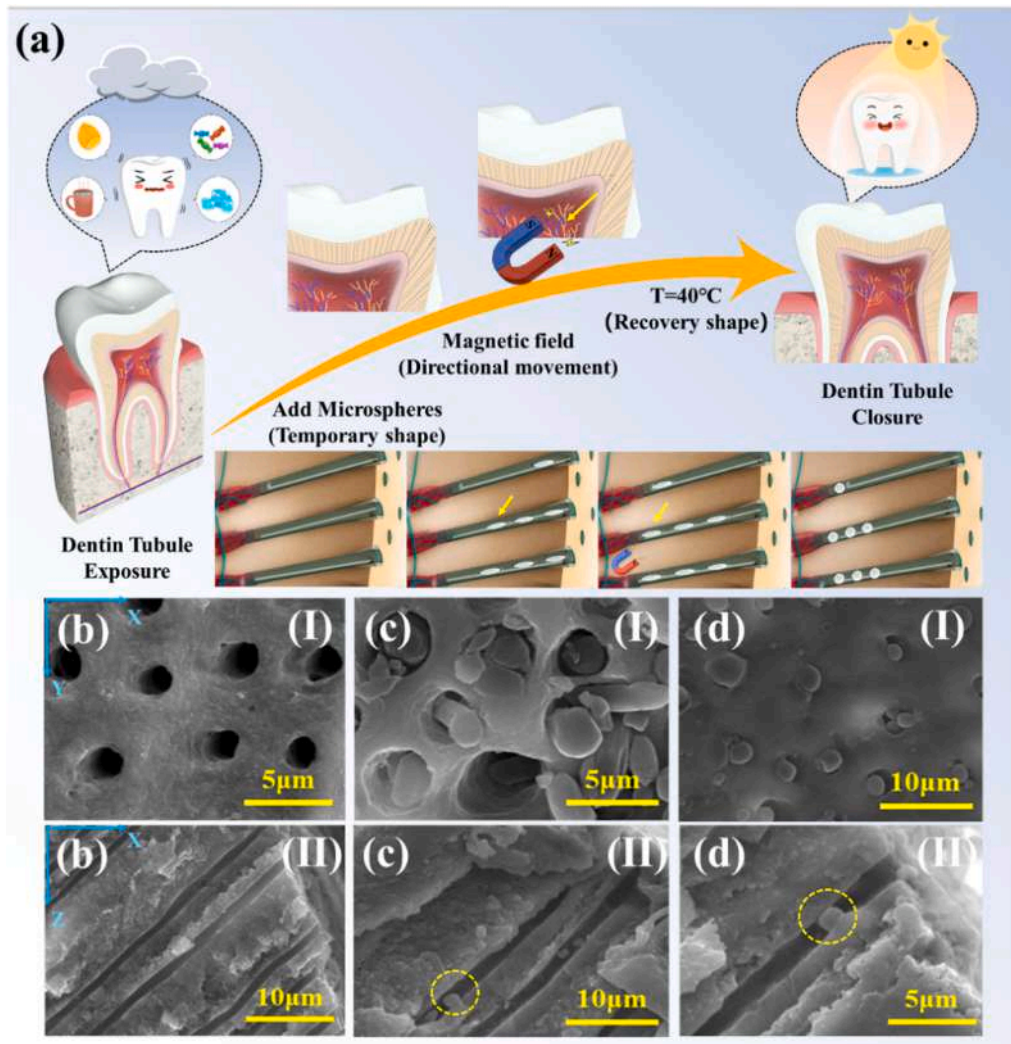 (a)
S
N
T=40℃
(Recovery shape)
Magnetic field
(Directional movement)
Add Microspheres
(Temporary shape)
Dentin Tubule
Exposure
Dentin Tubule
Closure
(b)
X
Y
(I)
5μm
(c)
(I)
5μm
(d)
(I)
10μm
(b)
X
Z
(II)
10μm
(c)
(II)
10μm
(d)
(II)
5μm